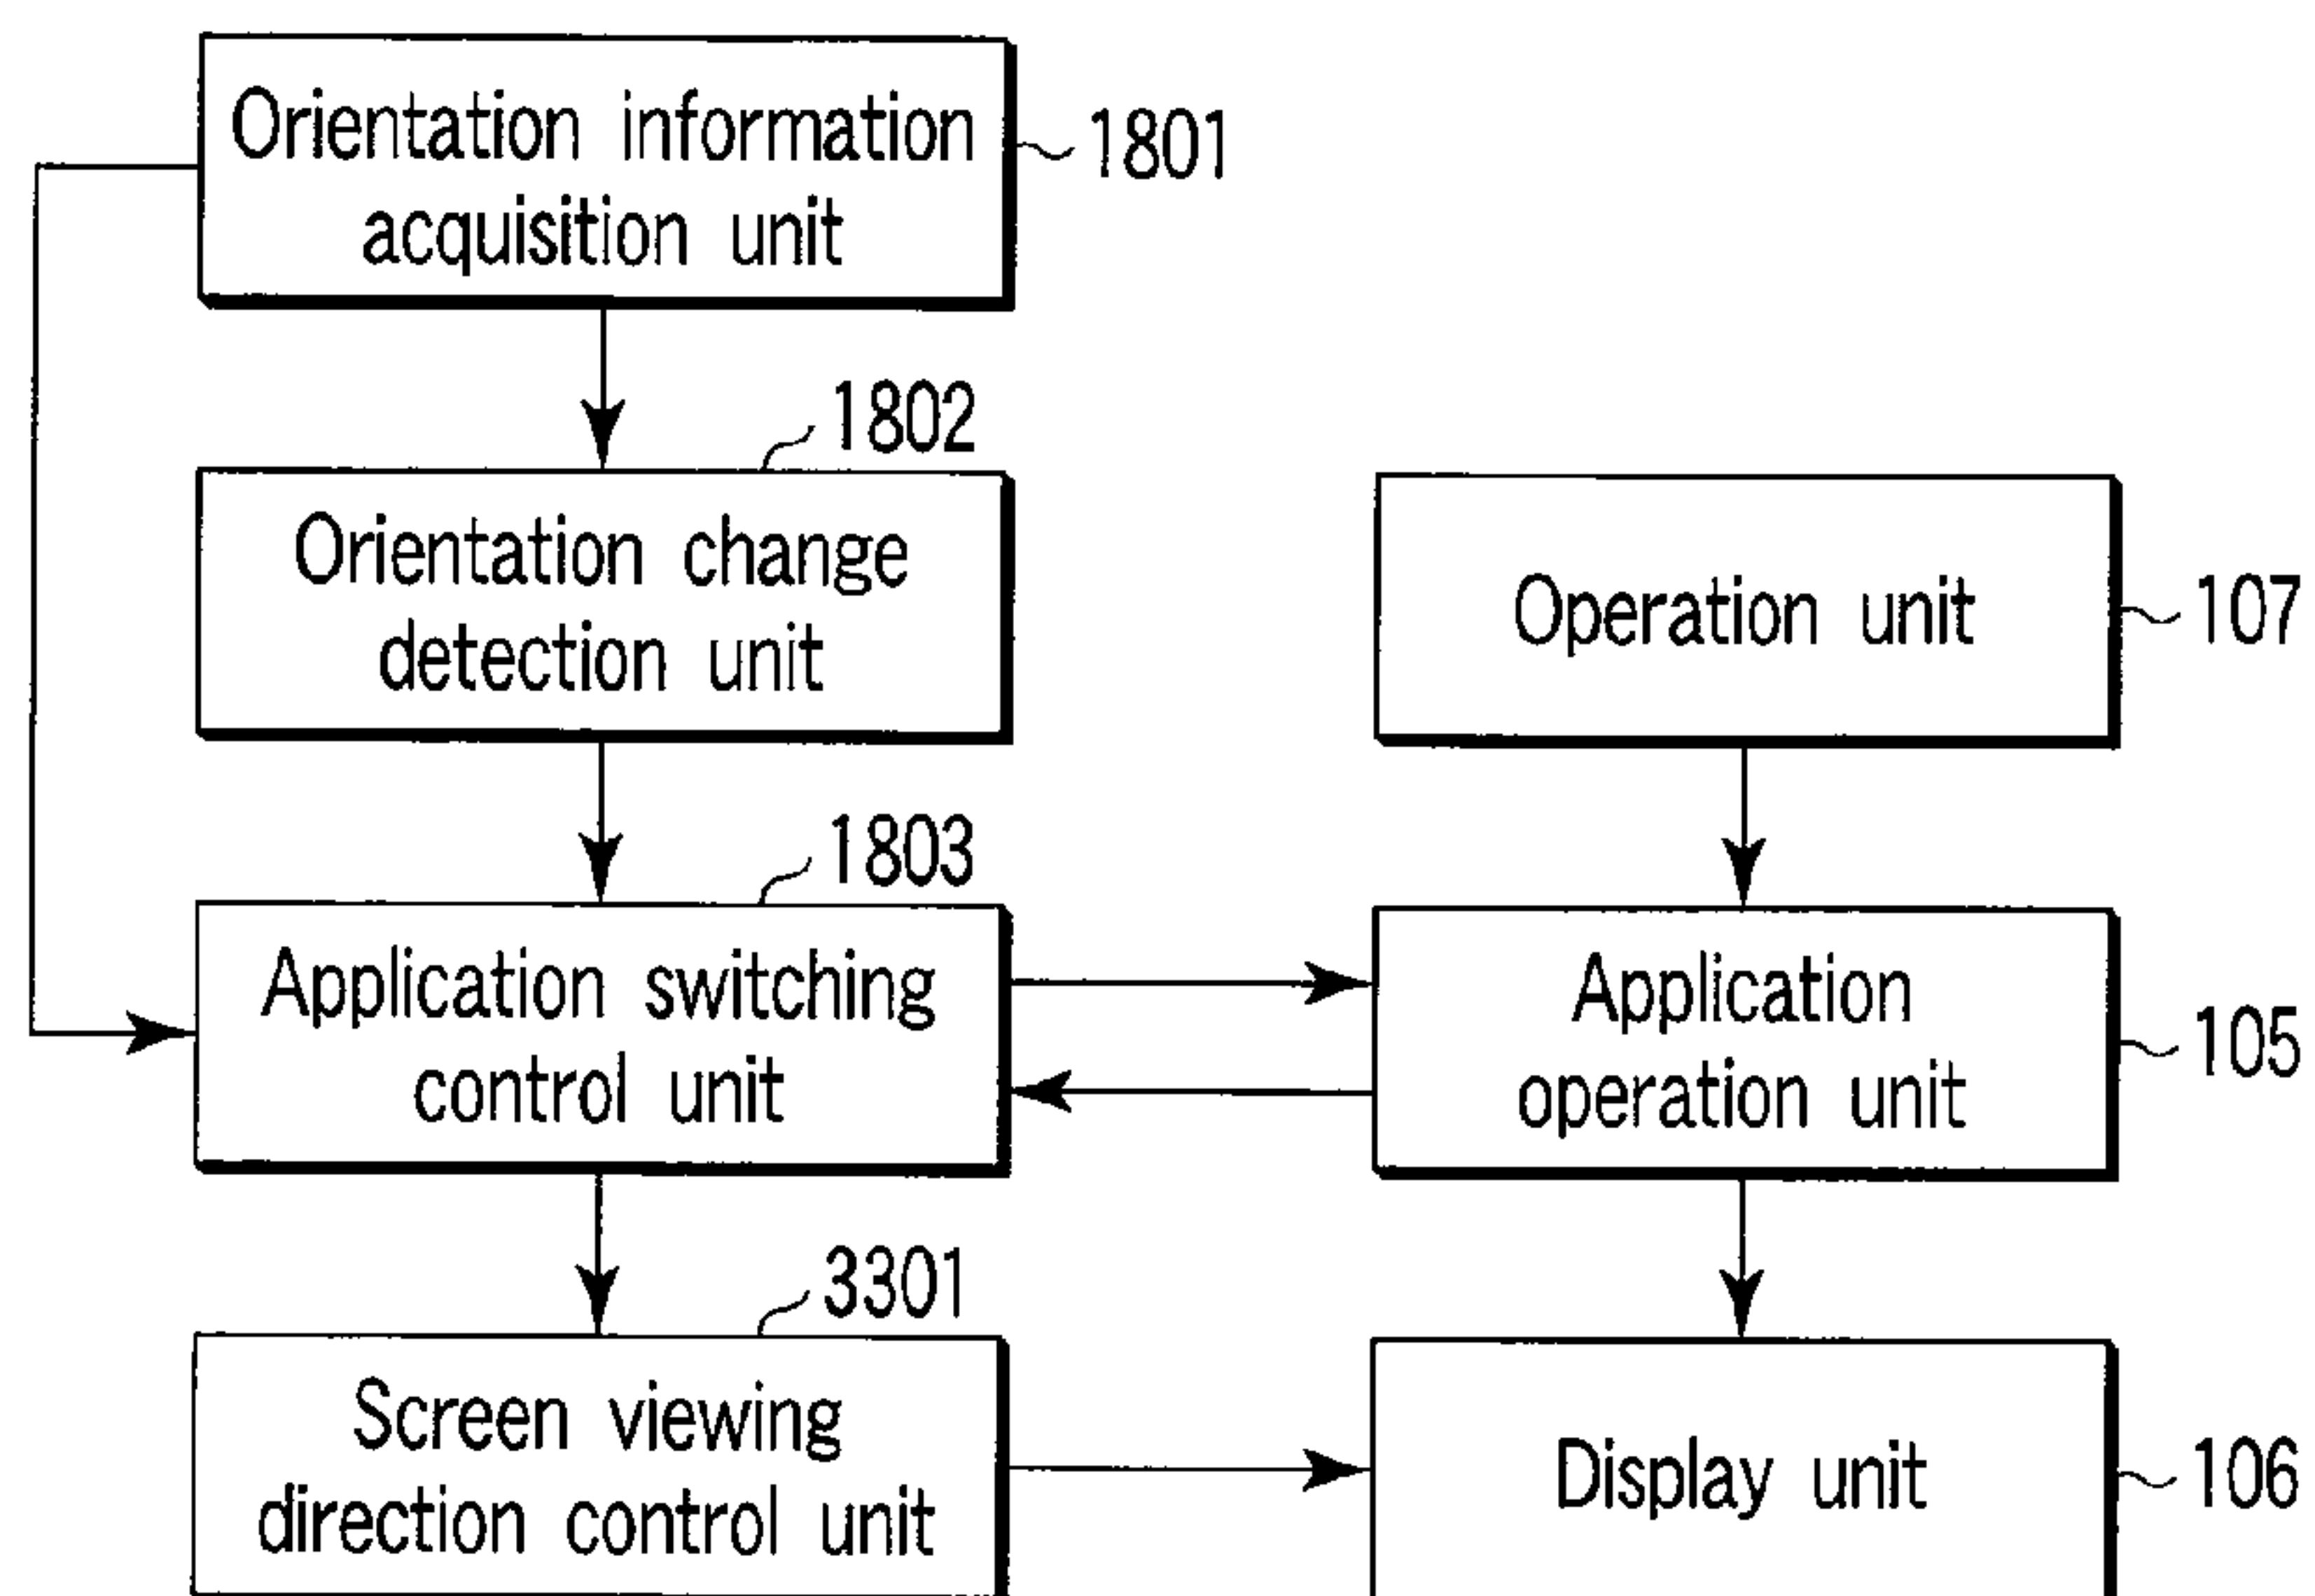 Orientation information
acquisition unit
1801
1802
Orientation change
detection unit
Operation unit
107
1803
Application switching
control unit
Application
operation unit
105
3301
Screen viewing
direction control unit
Display unit
106